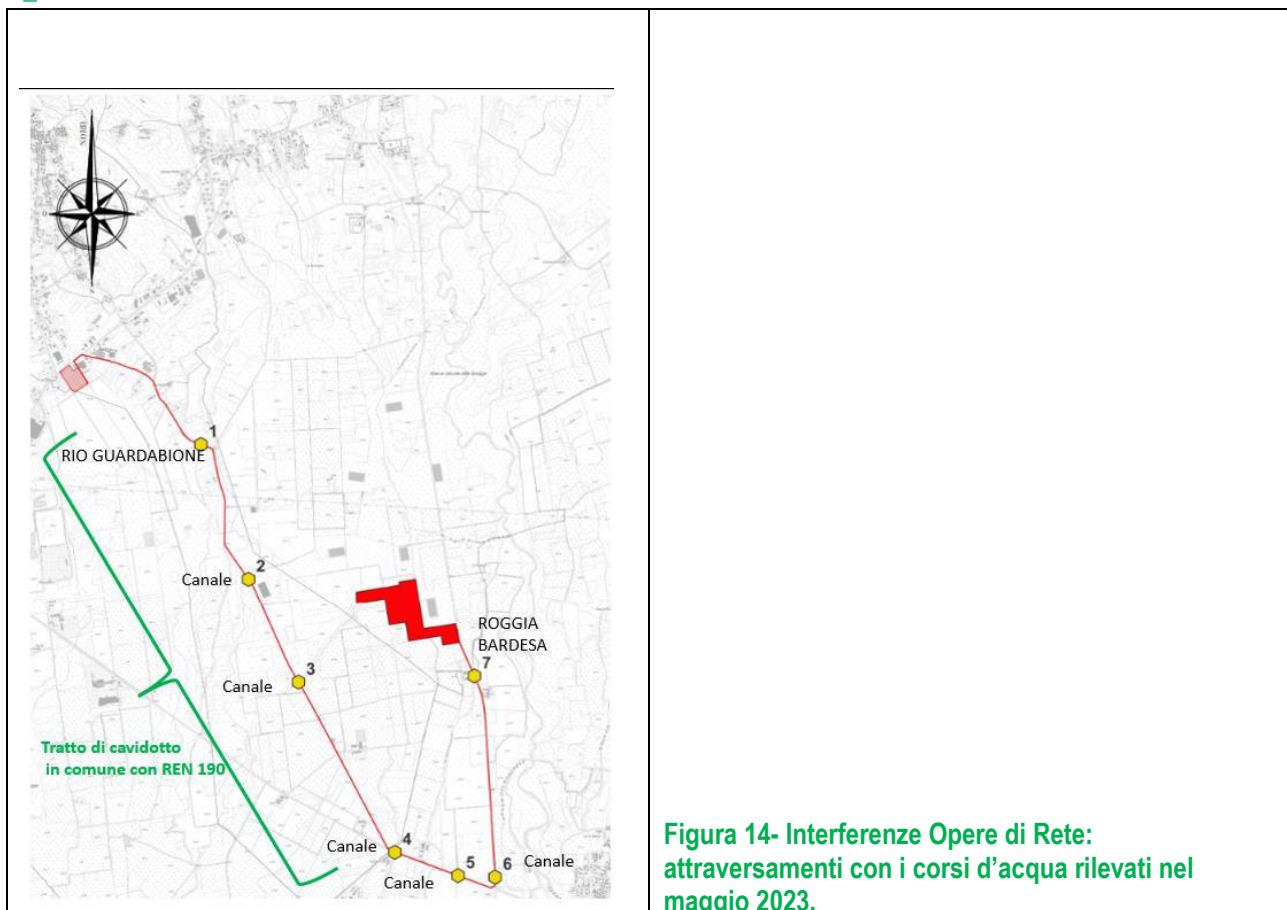 NORD
1
RIO GUARDABIONE
2
Canale
ROGGIA
BARDESA
7
3
Canale
Tratto di cavidotto
in comune con REN 190
4
Canale
5
Canale
6
Canale
Figura 14- Interferenze Opere di Rete:
attraversamenti con i corsi d’acqua rilevati nel
maggio 2023.